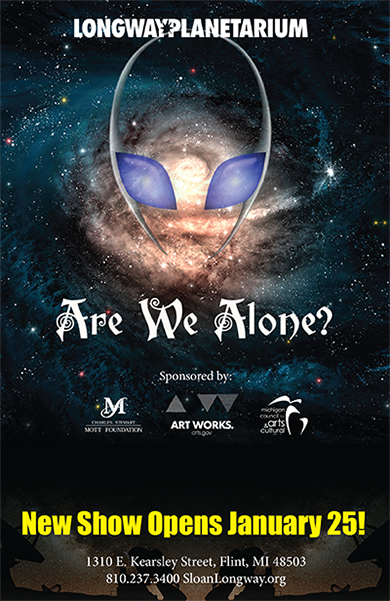 LONGWAY PLANETARIUM
Are We Alone?
Sponsored by:
M
CHARLES STEWART
MOTT FOUNDATION
AW
ART WORKS.
arts.gov
michigan
council for
arts
&
cultural
New Show Opens January 25!
1310 E. Kearsley Street, Flint, MI 48503
810.237.3400 SloanLongway.org